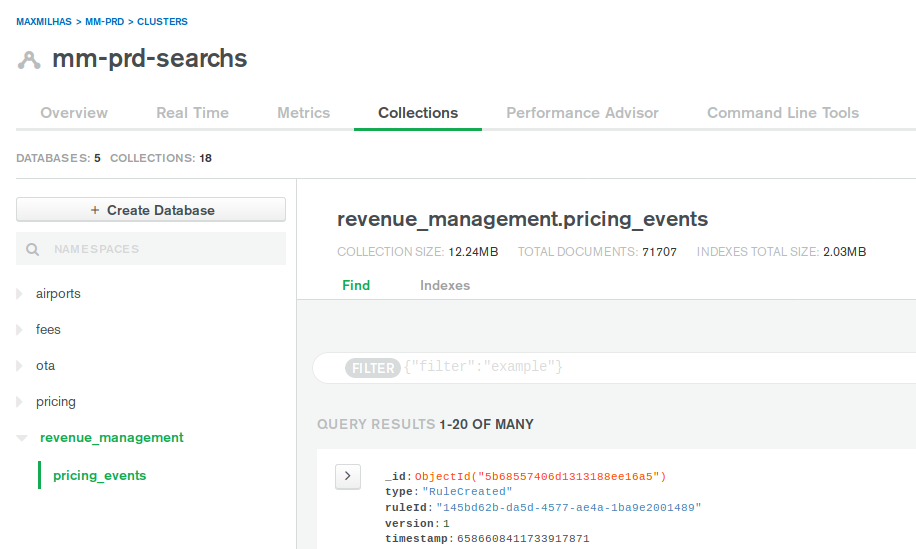 MAXMILHAS > MM-PRD > CLUSTERS
mm-prd-searchs
Overview Real Time Metrics Collections Performance Advisor Command Line Tools
DATABASES: 5 COLLECTIONS: 18
+ Create Database
NAMESPACES
airports
fees
ota
pricing
revenue_management
pricing_events
revenue_management.pricing_events
COLLECTION SIZE: 12.24MB TOTAL DOCUMENTS: 71707 INDEXES TOTAL SIZE: 2.03MB
Find Indexes
FILTER {"filter":"example"}
QUERY RESULTS 1-20 OF MANY
_id: ObjectId("5b68557406d1313188ee16a5")
type: "RuleCreated"
ruleId: "145bd62b-da5d-4577-ae4a-1ba9e2001489"
version: 1
timestamp: 6586608411733917871